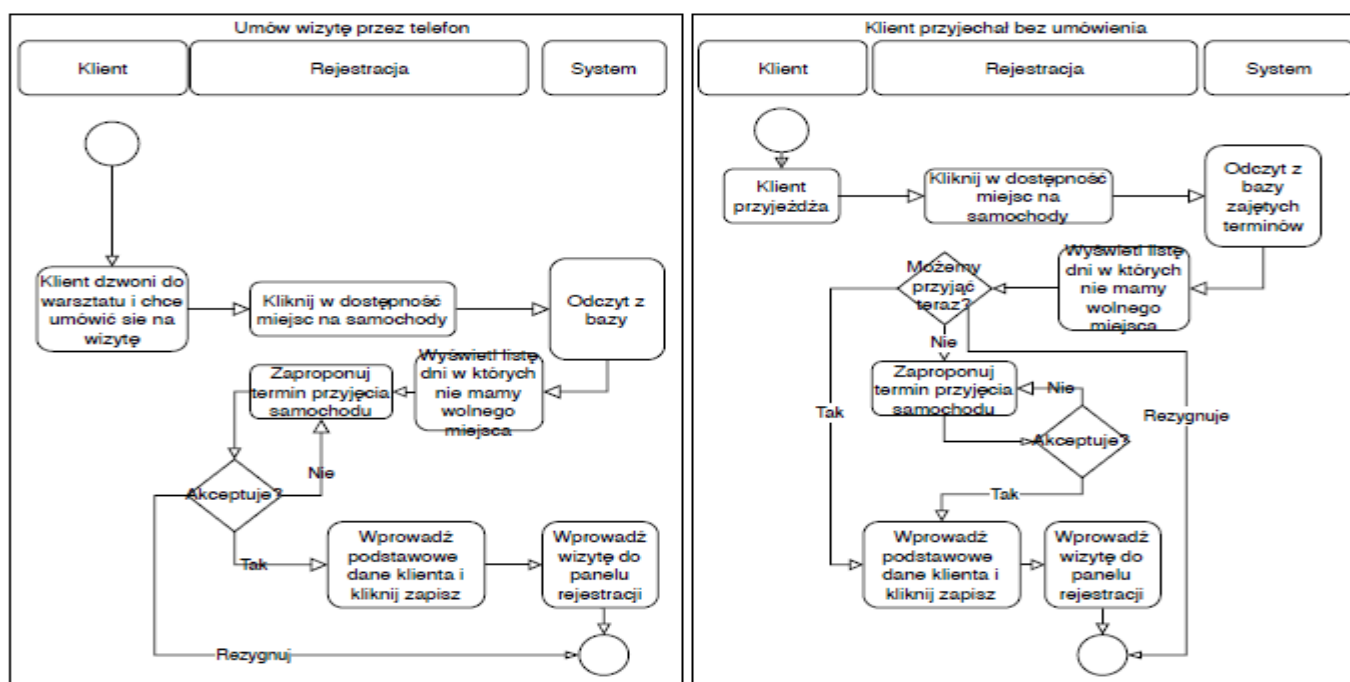 Umów wizytę przez telefon
Klient
Rejestracja
System
Klient dzwoni do
warsztatu i chce
umówić sie na
wizytę
Kliknij w dostępność
miejsc na samochody
Odczyt z
bazy
Wyświetl listę
dni w których
nie mamy
wolnego
miejsca
Zaproponuj
termin przyjęcia
samochodu
Akceptuje?
Nie
Tak
Wprowadź
podstawowe
dane klienta i
kliknij zapisz
Wprowadź
wizytę do
panelu
rejestracji
Rezygnuj
Klient przyjechał bez umówienia
Klient
Rejestracja
System
Klient
przyjeżdża
Kliknij w dostępność
miejsc na
samochody
Odczyt z
bazy
zajętych
terminów
Wyświetl listę
dni w których
nie mamy
wolnego
miejsca
Możemy
przyjąć
teraz?
Nie
Zaproponuj
termin przyjęcia
samochodu
Nie
Tak
Rezygnuje
Akceptuje?
Tak
Wprowadź
podstawowe
dane klienta i
kliknij zapisz
Wprowadź
wizytę do
panelu
rejestracji